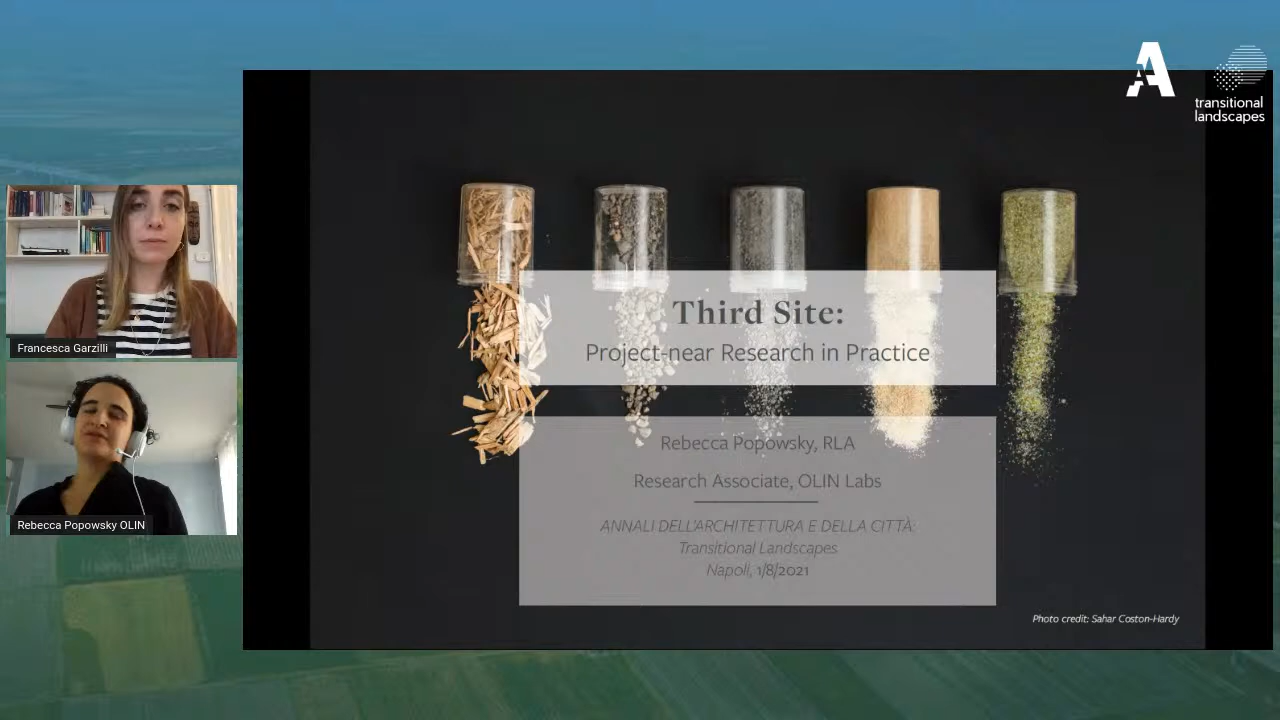 A
transitional
landscapes
Francesca Garzilli
Rebecca Popowsky OLIN
Third Site:
Project-near Research in Practice
Rebecca Popowsky, RLA
Research Associate, OLIN Labs
ANNALI DELL'ARCHITETTURA E DELLA CITTÀ:
Transitional Landscapes
Napoli, 1/8/2021
Photo credit: Sahar Coston-Hardy